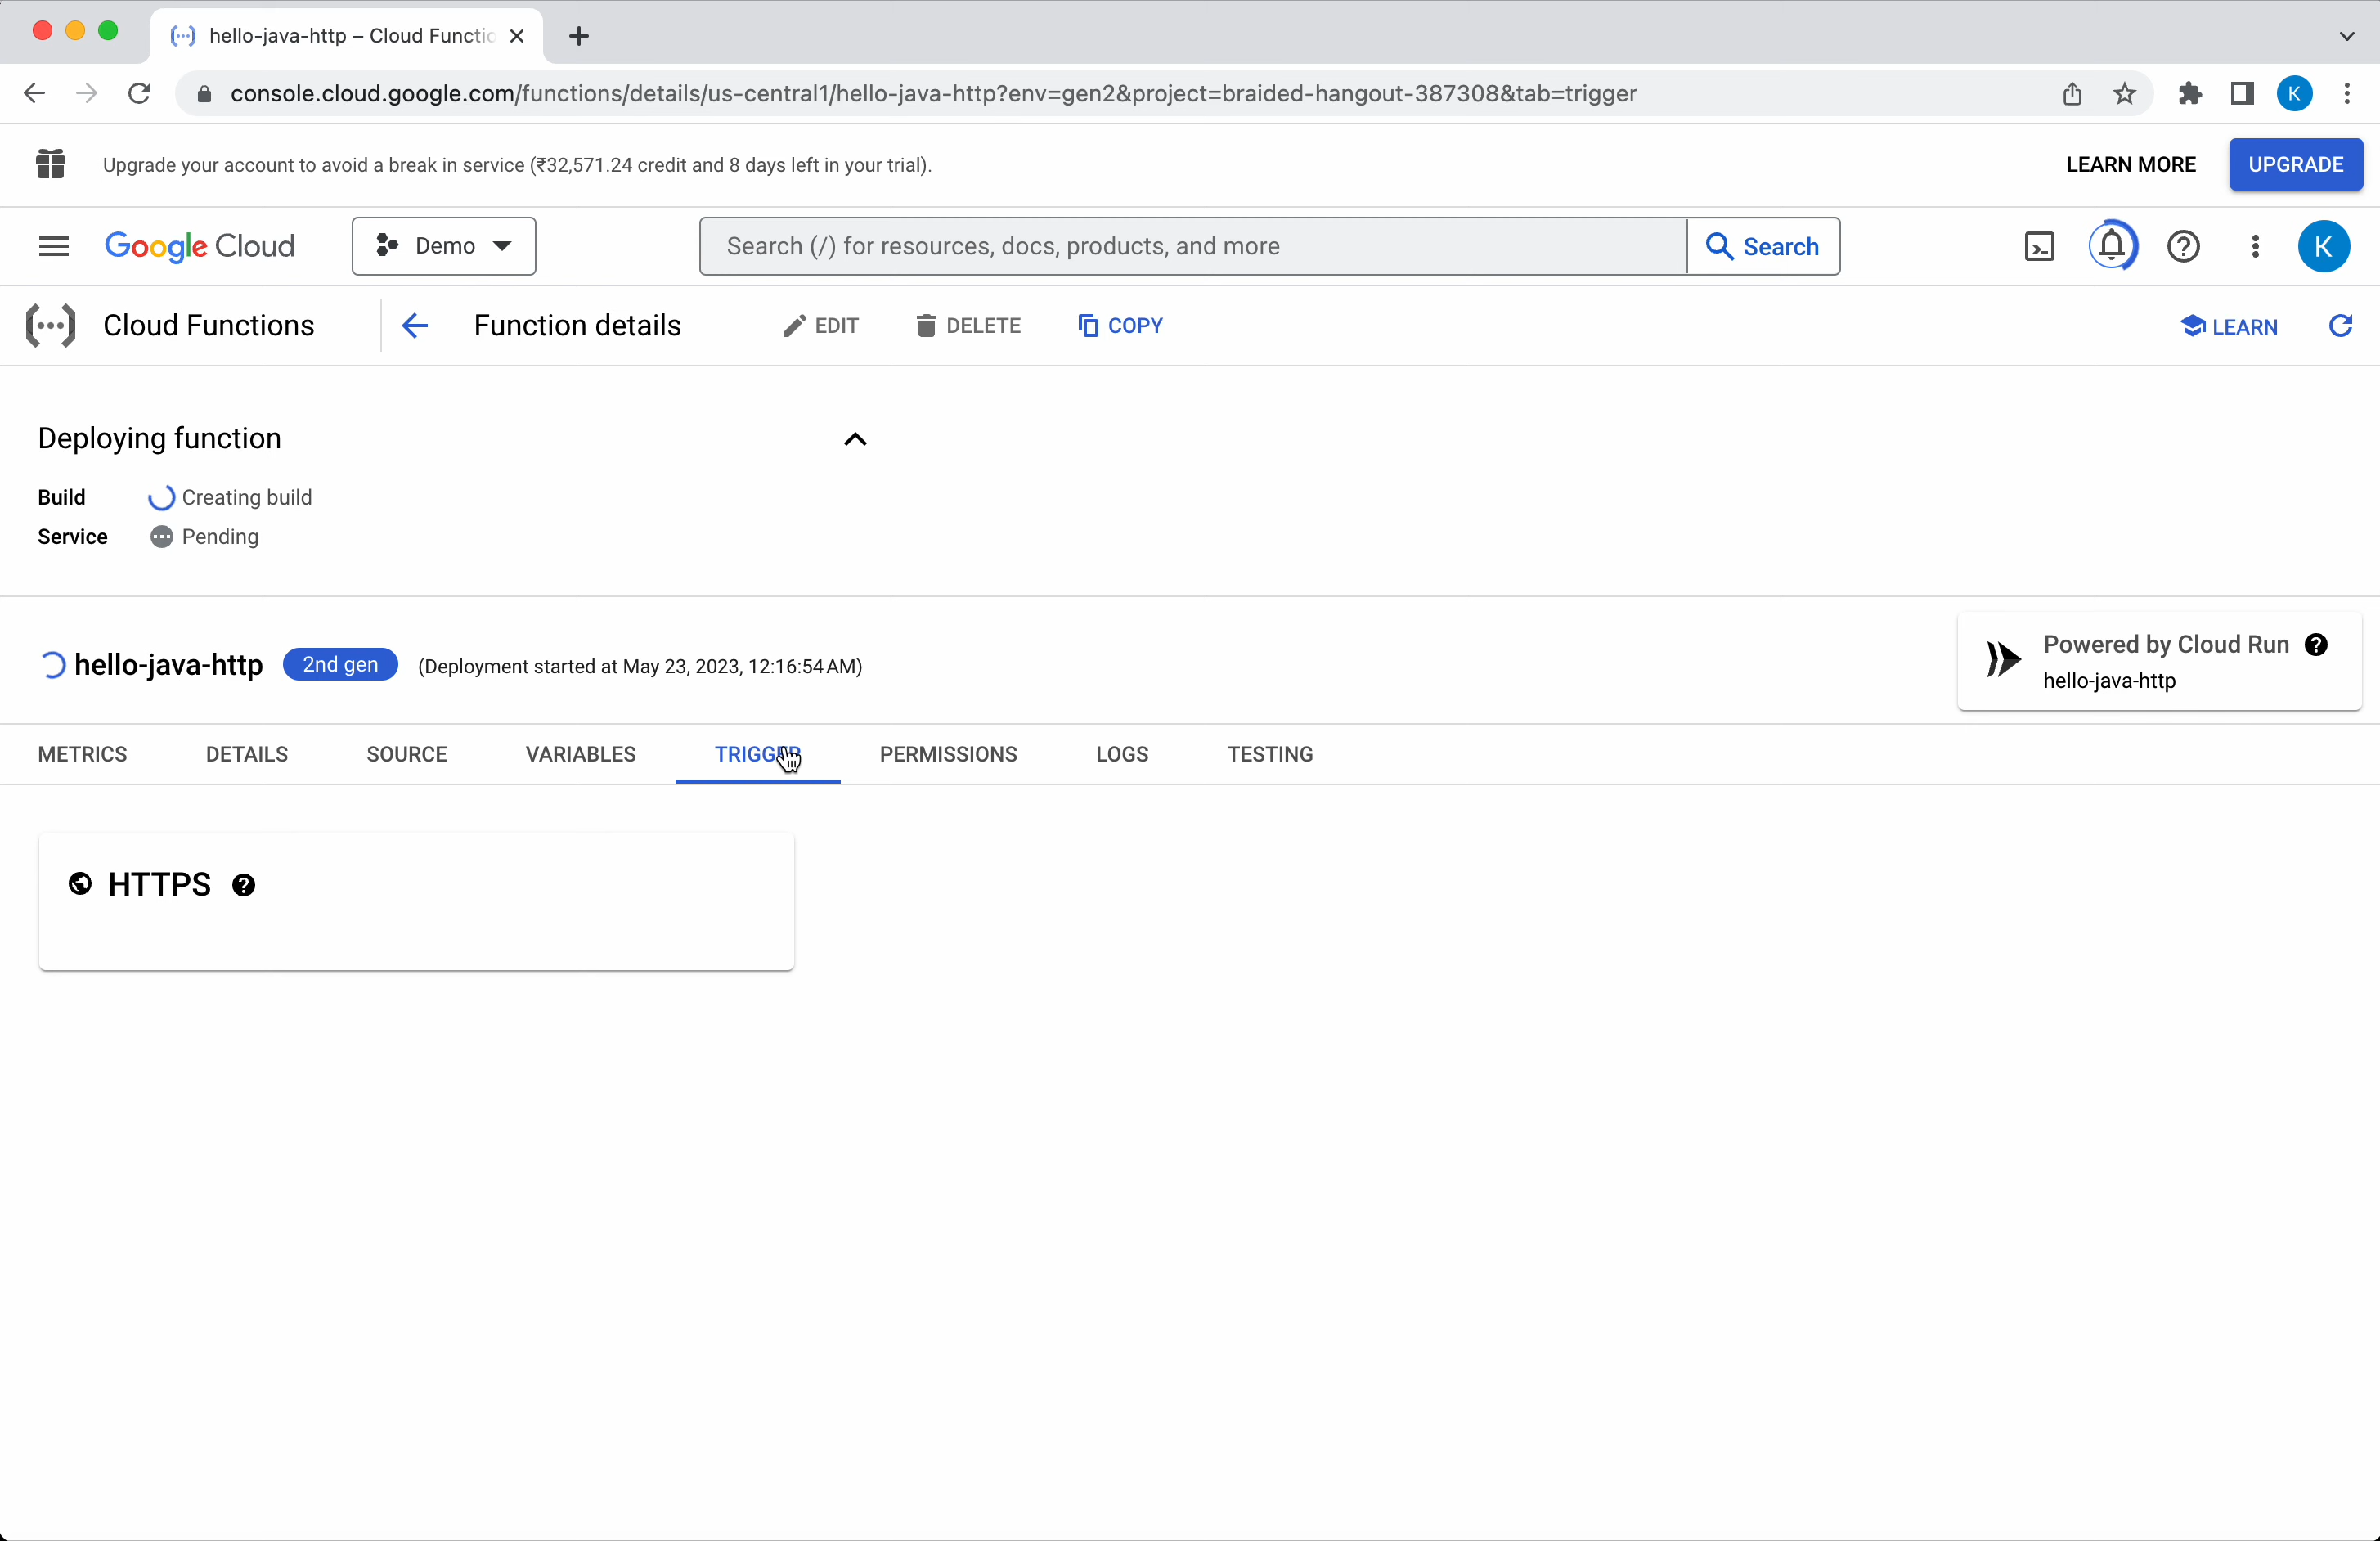 hello-java-http – Cloud Functio
console.cloud.google.com/functions/details/us-central1/hello-java-http?env=gen2&project=braided-hangout-387308&tab=trigger
K
Upgrade your account to avoid a break in service (₹32,571.24 credit and 8 days left in your trial).
LEARN MORE
UPGRADE
Google Cloud
Demo
Search (/) for resources, docs, products, and more
Search
K
Cloud Functions
Function details
EDIT
DELETE
COPY
LEARN
Deploying function
Build Creating build
Service Pending
hello-java-http 2nd gen (Deployment started at May 23, 2023, 12:16:54 AM)
Powered by Cloud Run
hello-java-http
METRICS DETAILS SOURCE VARIABLES TRIGGER PERMISSIONS LOGS TESTING
HTTPS